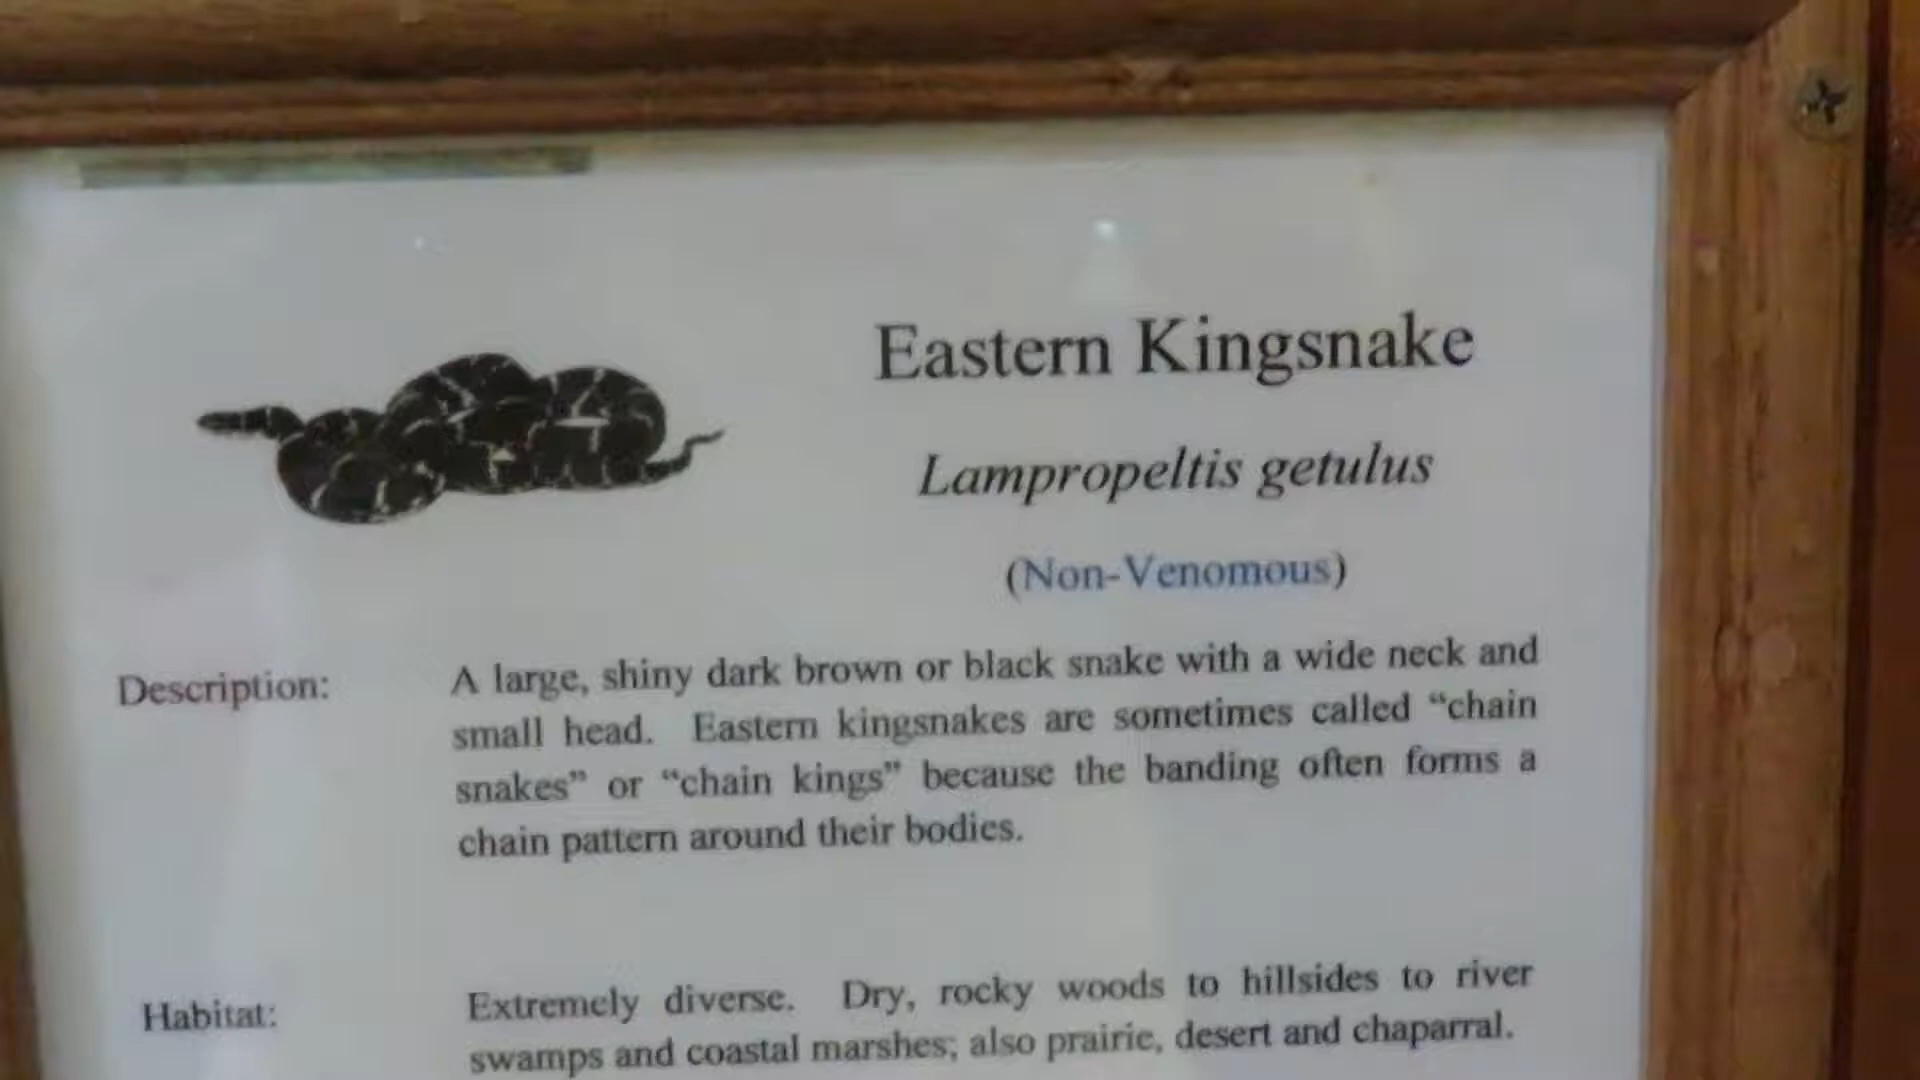 Eastern Kingsnake
Lampropeltis getulus
(Non-Venomous)
Description: A large, shiny dark brown or black snake with a wide neck and
small head. Eastern kingsnakes are sometimes called “chain
snakes” or “chain kings” because the banding often forms a
chain pattern around their bodies.
Habitat: Extremely diverse. Dry, rocky woods to hillsides to river
swamps and coastal marshes; also prairie, desert and chaparral.